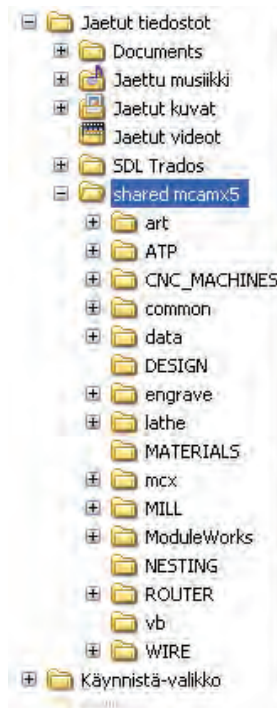 Jaetut tiedostot
Documents
Jaettu musiikki
Jaetut kuvat
Jaetut videot
SDL Trados
shared mcamx5
art
ATP
CNC_MACHINES
common
data
DESIGN
engrave
lathe
MATERIALS
mcx
MILL
ModuleWorks
NESTING
ROUTER
vb
WIRE
Käynnistä-valikko